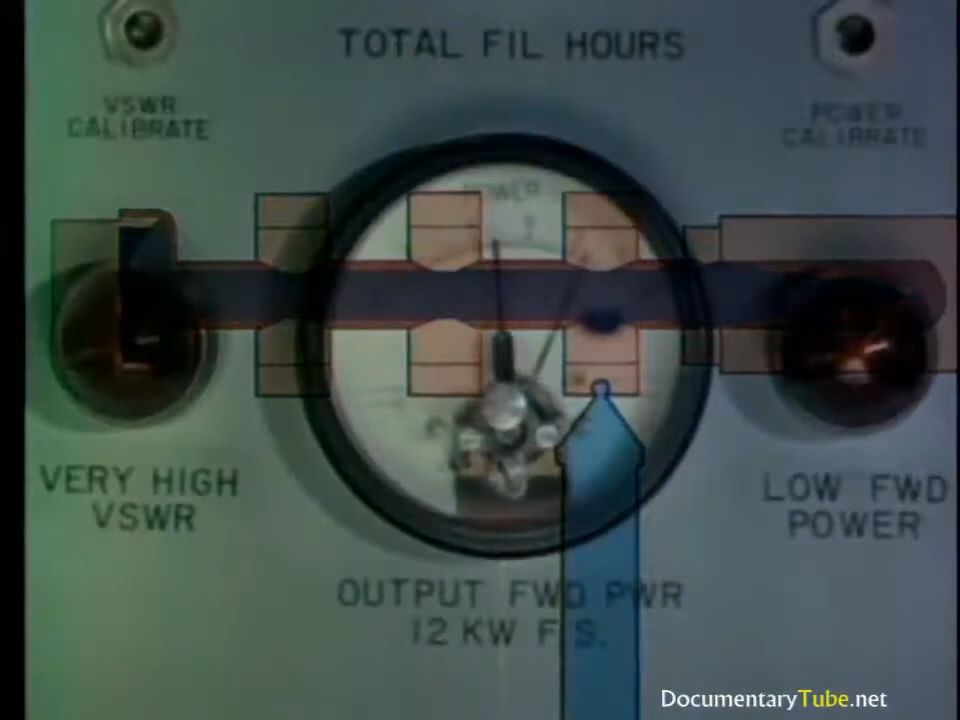 TOTAL FIL HOURS
VSWR
CALIBRATE
POWER
CALIBRATE
POWER
VERY HIGH
VSWR
LOW FWD
POWER
OUTPUT FWD PWR
12 KW F.S.
DocumentaryTube.net